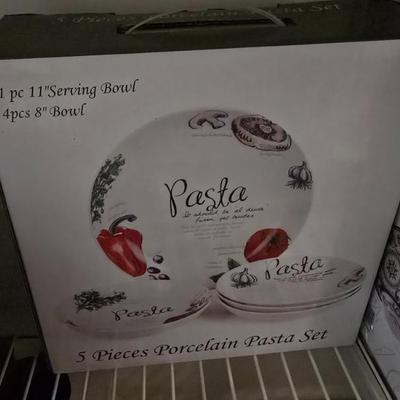 5 Pieces Porcelain Pasta Set
1 pc 11"Serving Bowl
4pcs 8" Bowl
Pasta
Pasta
Pasta
5 Pieces Porcelain Pasta Set